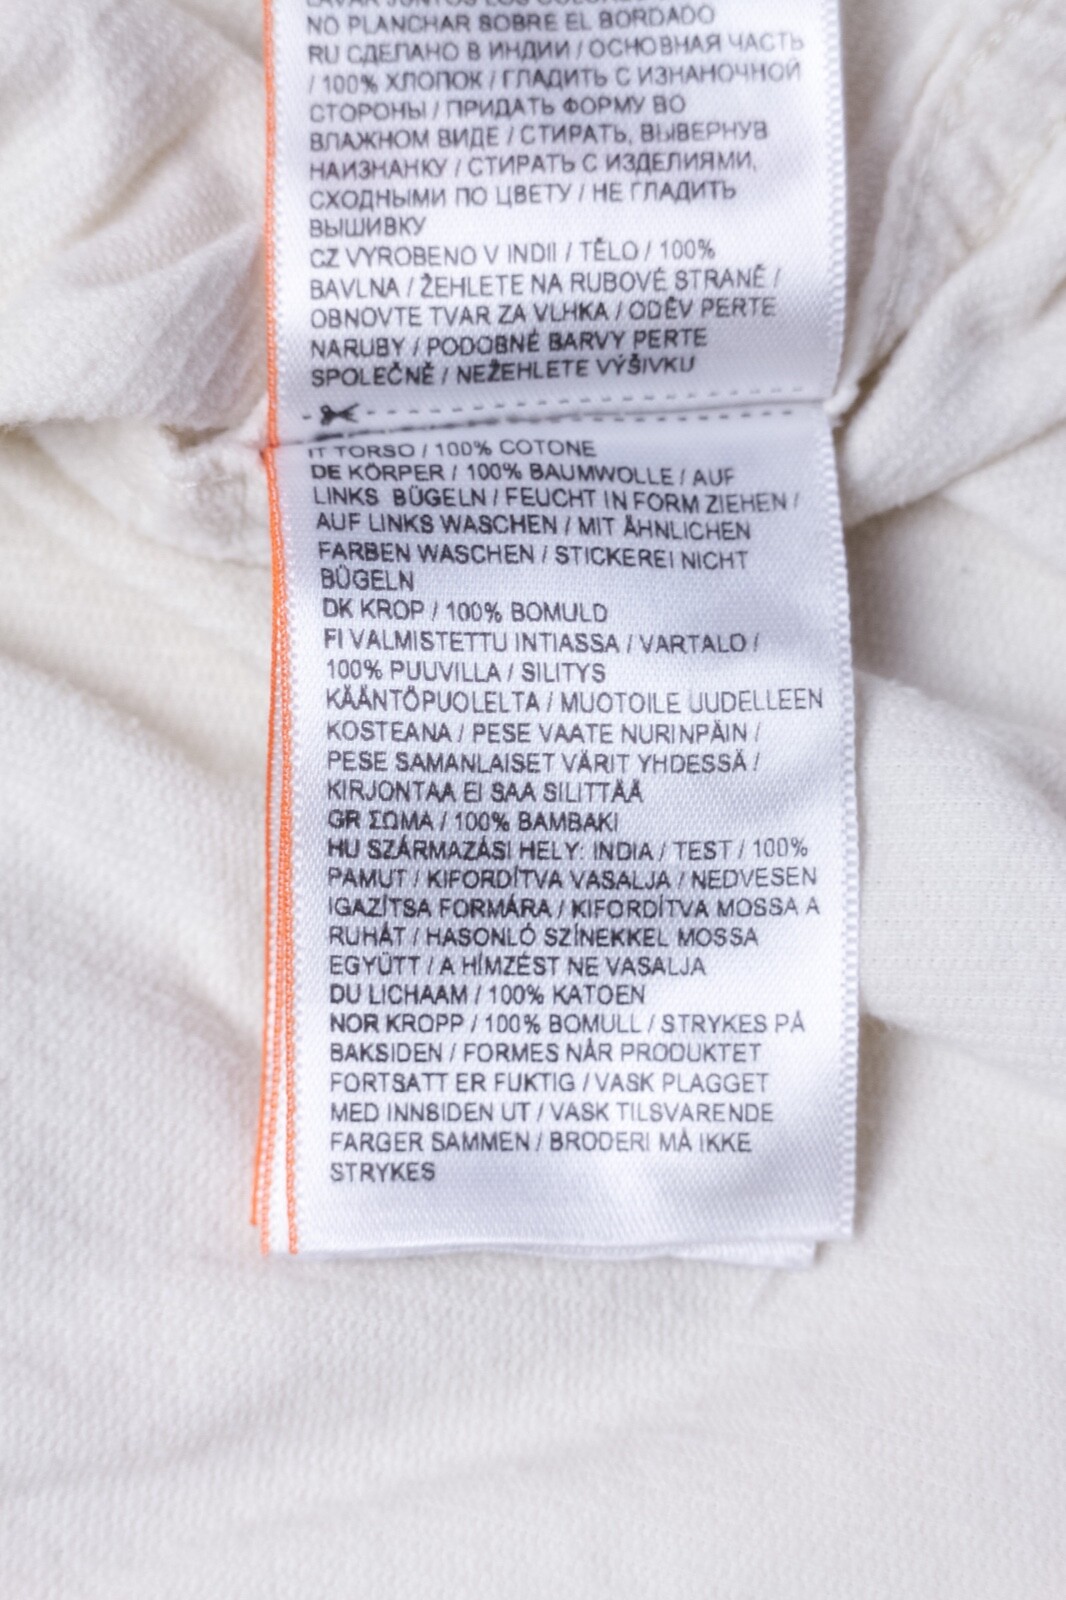 LAVAR JUNTOS LOS COLORES
NO PLANCHAR SOBRE EL BORDADO
RU СДЕЛАНО В ИНДИИ / ОСНОВНАЯ ЧАСТЬ
/ 100% ХЛОПОК / ГЛАДИТЬ С ИЗНАНОЧНОЙ
СТОРОНЫ / ПРИДАТЬ ФОРМУ ВО
ВЛАЖНОМ ВИДЕ / СТИРАТЬ, ВЫВЕРНУВ
НАИЗНАНКУ / СТИРАТЬ С ИЗДЕЛИЯМИ,
СХОДНЫМИ ПО ЦВЕТУ / НЕ ГЛАДИТЬ
ВЫШИВКУ
CZ VYROBENO V INDII / TĚLO / 100%
BAVLNA / ŽEHLETE NA RUBOVÉ STRANĚ /
OBNOVTE TVAR ZA VLHKA / ODĚV PERTE
NARUBY / PODOBNÉ BARVY PERTE
SPOLEČNĚ / NEŽEHLETE VÝŠIVKU
IT TORSO / 100% COTONE
DE KÖRPER / 100% BAUMWOLLE / AUF
LINKS BÜGELN / FEUCHT IN FORM ZIEHEN /
AUF LINKS WASCHEN / MIT ÄHNLICHEN
FARBEN WASCHEN / STICKEREI NICHT
BÜGELN
DK KROP / 100% BOMULD
FI VALMISTETTU INTIASSA / VARTALO /
100% PUUVILLA / SILITYS
KÄÄNTÖPUOLELTA / MUOTOILE UUDELLEEN
KOSTEANA / PESE VAATE NURINPÄIN /
PESE SAMANLAISET VÄRIT YHDESSÄ /
KIRJONTAA EI SAA SILITTÄÄ
GR ΣΩΜΑ / 100% ΒΑΜΒΑΚΙ
HU SZÁRMAZÁSI HELY: INDIA / TEST / 100%
PAMUT / KIFORDÍTVA VASALJA / NEDVESEN
IGAZÍTSA FORMÁRA / KIFORDÍTVA MOSSA A
RUHÁT / HASONLÓ SZÍNEKKEL MOSSA
EGYÜTT / A HÍMZÉST NE VASALJA
DU LICHAAM / 100% KATOEN
NOR KROPP / 100% BOMULL / STRYKES PÅ
BAKSIDEN / FORMES NÅR PRODUKTET
FORTSATT ER FUKTIG / VASK PLAGGET
MED INNSIDEN UT / VASK TILSVARENDE
FARGER SAMMEN / BRODERI MÅ IKKE
STRYKES